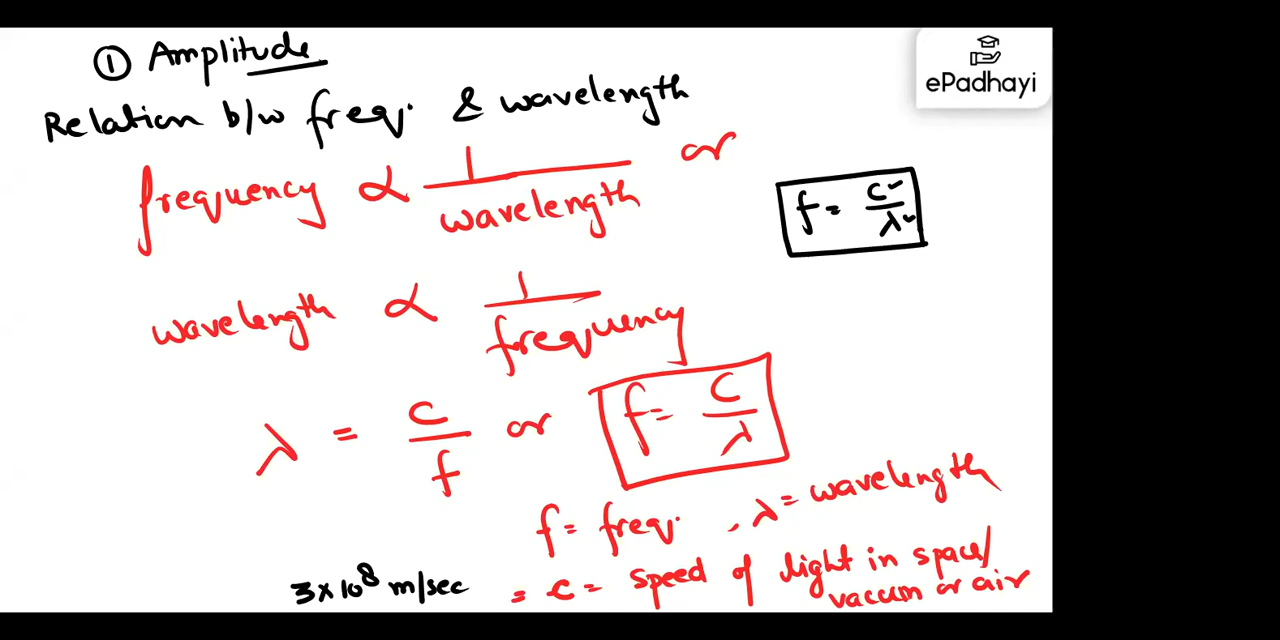 ① Amplitude
ePadhayi
Relation b/w freq. & wavelength
frequency ∝ 1/wavelength or
f = c/λ
wavelength ∝ 1/frequency
λ = c/f or f = c/λ
f = freq. , λ = wavelength
3×10⁸ m/sec = c = speed of light in space/
vaccum or air